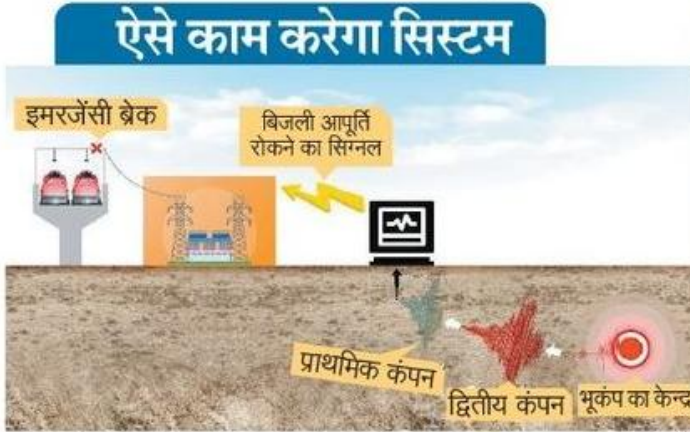 ऐसे काम करेगा सिस्टम
इमरजेंसी ब्रेक
बिजली आपूर्ति
रोकने का सिग्नल
प्राथमिक कंपन
द्वितीय कंपन
भूकंप का केन्द्र